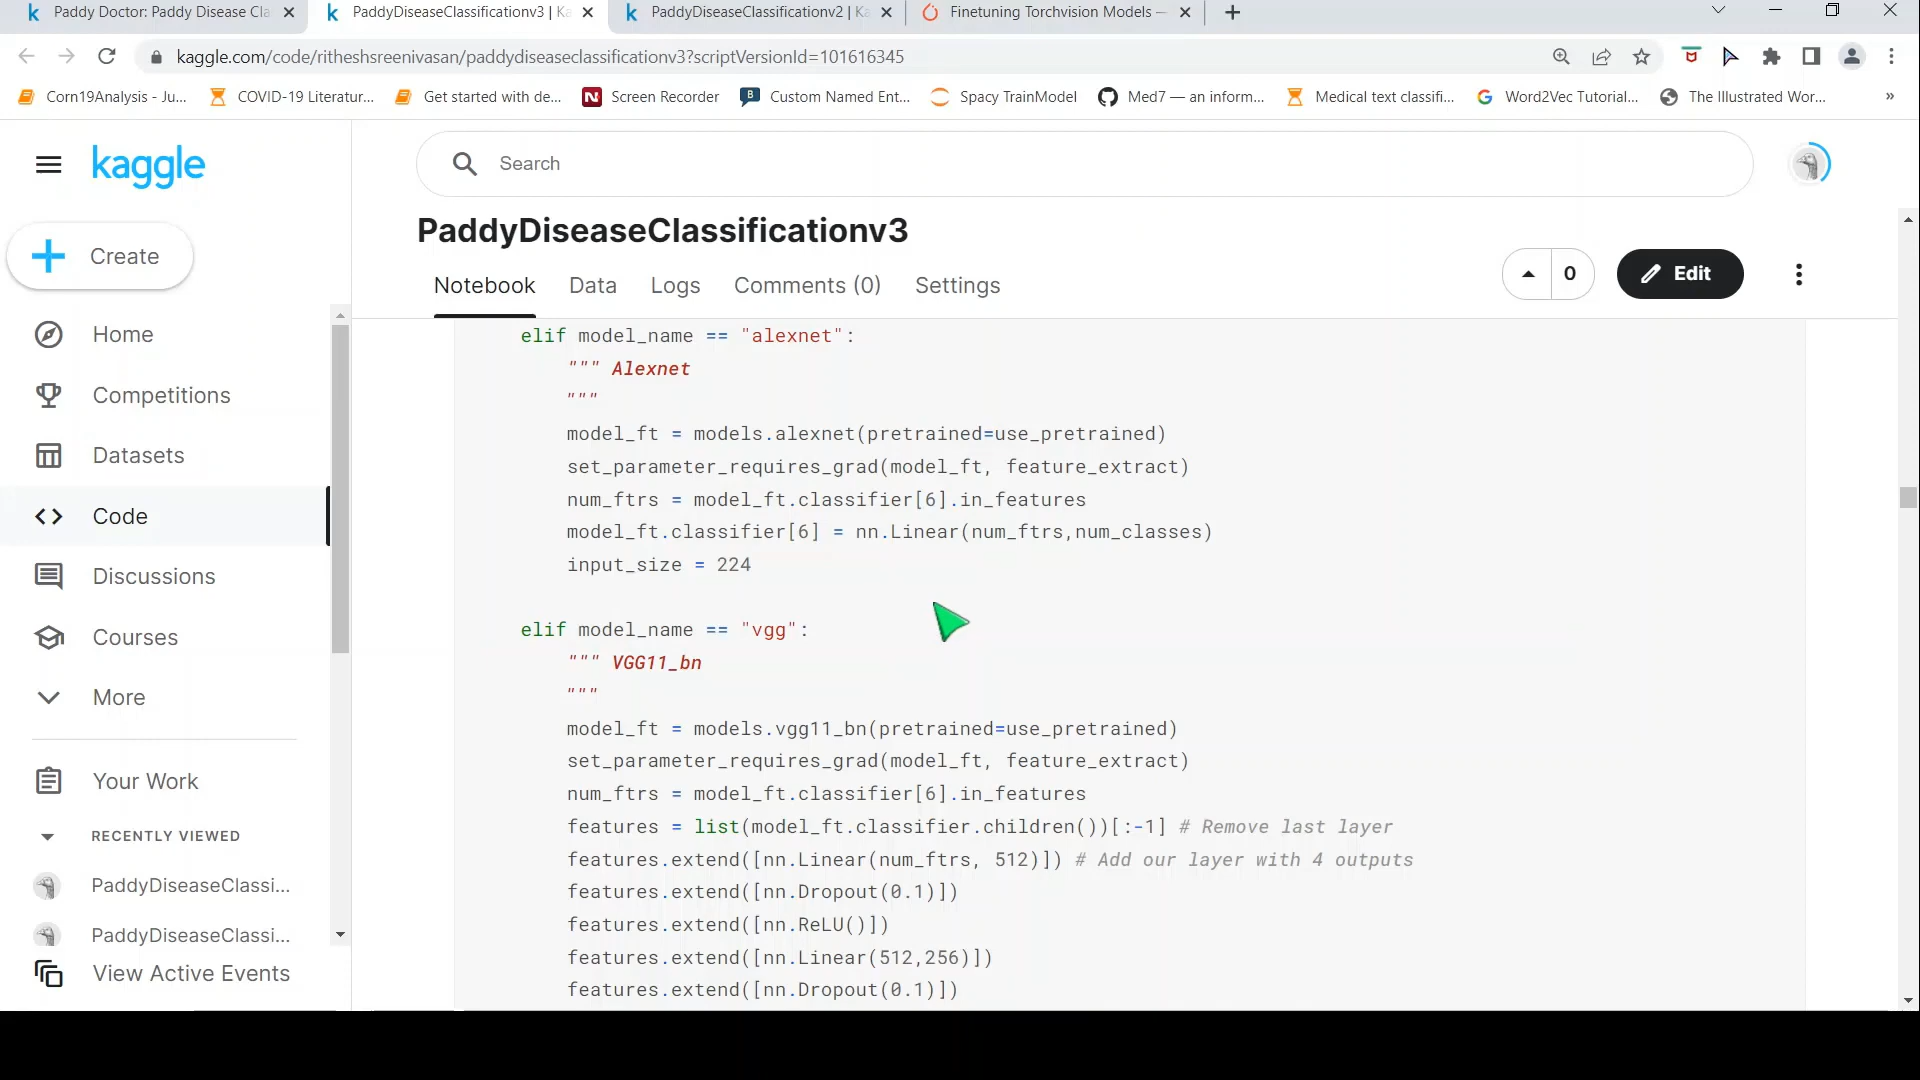 Paddy Doctor: Paddy Disease Cla
PaddyDiseaseClassificationv3 | Ka
PaddyDiseaseClassificationv2 | Ka
Finetuning Torchvision Models —
kaggle.com/code/ritheshsreenivasan/paddydiseaseclassificationv3?scriptVersionId=101616345
Corn19Analysis - Ju...
COVID-19 Literatur...
Get started with de...
Screen Recorder
Custom Named Ent...
Spacy TrainModel
Med7 — an inform...
Medical text classifi...
Word2Vec Tutorial...
The Illustrated Wor...
»
kaggle
Search
Create
Home
Competitions
Datasets
Code
Discussions
Courses
More
Your Work
RECENTLY VIEWED
PaddyDiseaseClassi...
PaddyDiseaseClassi...
View Active Events
PaddyDiseaseClassificationv3
Notebook
Data
Logs
Comments (0)
Settings
0
Edit
elif model_name == "alexnet":
""" Alexnet
"""
model_ft = models.alexnet(pretrained=use_pretrained)
set_parameter_requires_grad(model_ft, feature_extract)
num_ftrs = model_ft.classifier[6].in_features
model_ft.classifier[6] = nn.Linear(num_ftrs,num_classes)
input_size = 224
elif model_name == "vgg":
""" VGG11_bn
"""
model_ft = models.vgg11_bn(pretrained=use_pretrained)
set_parameter_requires_grad(model_ft, feature_extract)
num_ftrs = model_ft.classifier[6].in_features
features = list(model_ft.classifier.children())[:-1] # Remove last layer
features.extend([nn.Linear(num_ftrs, 512)]) # Add our layer with 4 outputs
features.extend([nn.Dropout(0.1)])
features.extend([nn.ReLU()])
features.extend([nn.Linear(512,256)])
features.extend([nn.Dropout(0.1)])